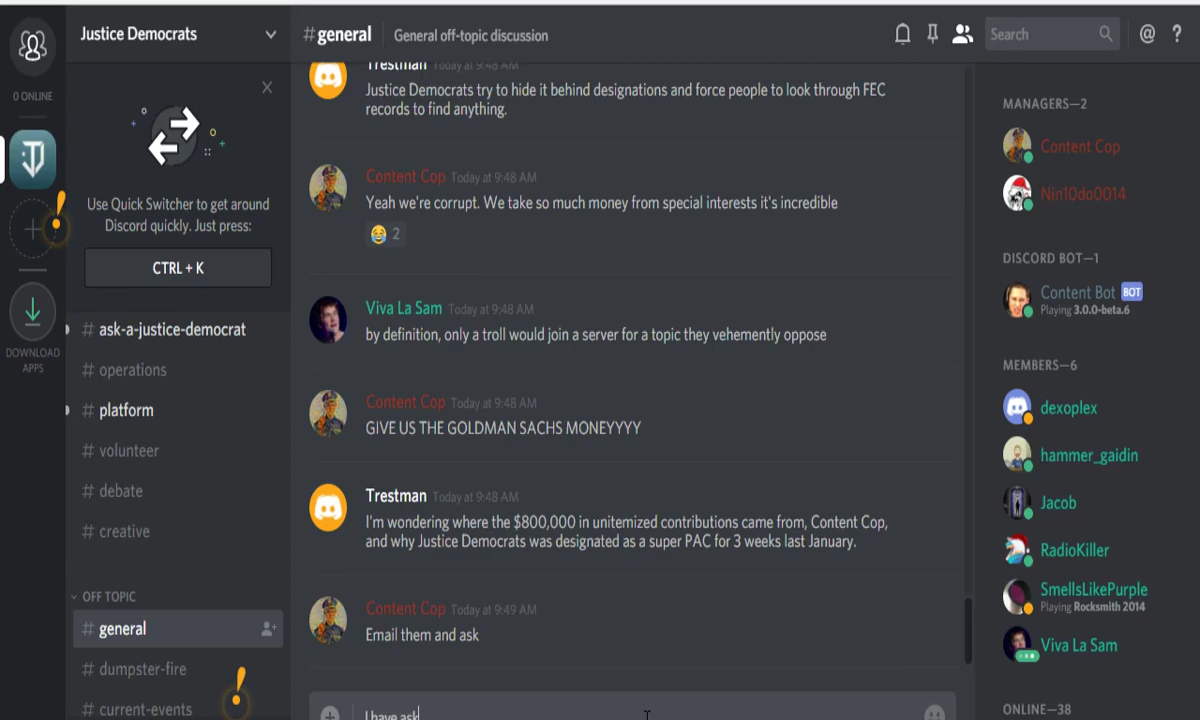 Justice Democrats
#general
General off-topic discussion
Search
@
?
0 ONLINE
Use Quick Switcher to get around
Discord quickly. Just press:
CTRL + K
DOWNLOAD
APPS
# ask-a-justice-democrat
# operations
# platform
# volunteer
# debate
# creative
OFF TOPIC
# general
# dumpster-fire
# current-events
Trestman Today at 9:48 AM
Justice Democrats try to hide it behind designations and force people to look through FEC
records to find anything.
Content Cop Today at 9:48 AM
Yeah we're corrupt. We take so much money from special interests it's incredible
😂 2
Viva La Sam Today at 9:48 AM
by definition, only a troll would join a server for a topic they vehemently oppose
Content Cop Today at 9:48 AM
GIVE US THE GOLDMAN SACHS MONEYYYY
Trestman Today at 9:48 AM
I'm wondering where the $800,000 in unitemized contributions came from, Content Cop,
and why Justice Democrats was designated as a super PAC for 3 weeks last January.
Content Cop Today at 9:49 AM
Email them and ask
I have ask
MANAGERS—2
Content Cop
Nin10do0014
DISCORD BOT—1
Content Bot BOT
Playing 3.0.0-beta.6
MEMBERS—6
dexoplex
hammer_gaidin
Jacob
RadioKiller
SmellsLikePurple
Playing Rocksmith 2014
Viva La Sam
ONLINE—38